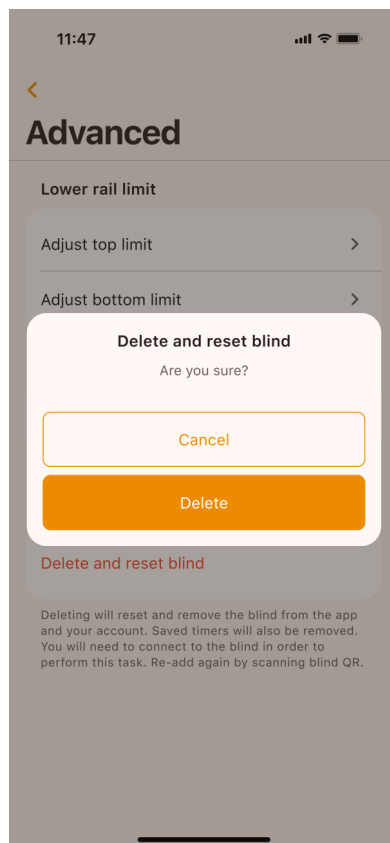 11:47
Advanced
Lower rail limit
Adjust top limit
Adjust bottom limit
Delete and reset blind
Are you sure?
Cancel
Delete
Delete and reset blind
Deleting will reset and remove the blind from the app
and your account. Saved timers will also be removed.
You will need to connect to the blind in order to
perform this task. Re-add again by scanning blind QR.